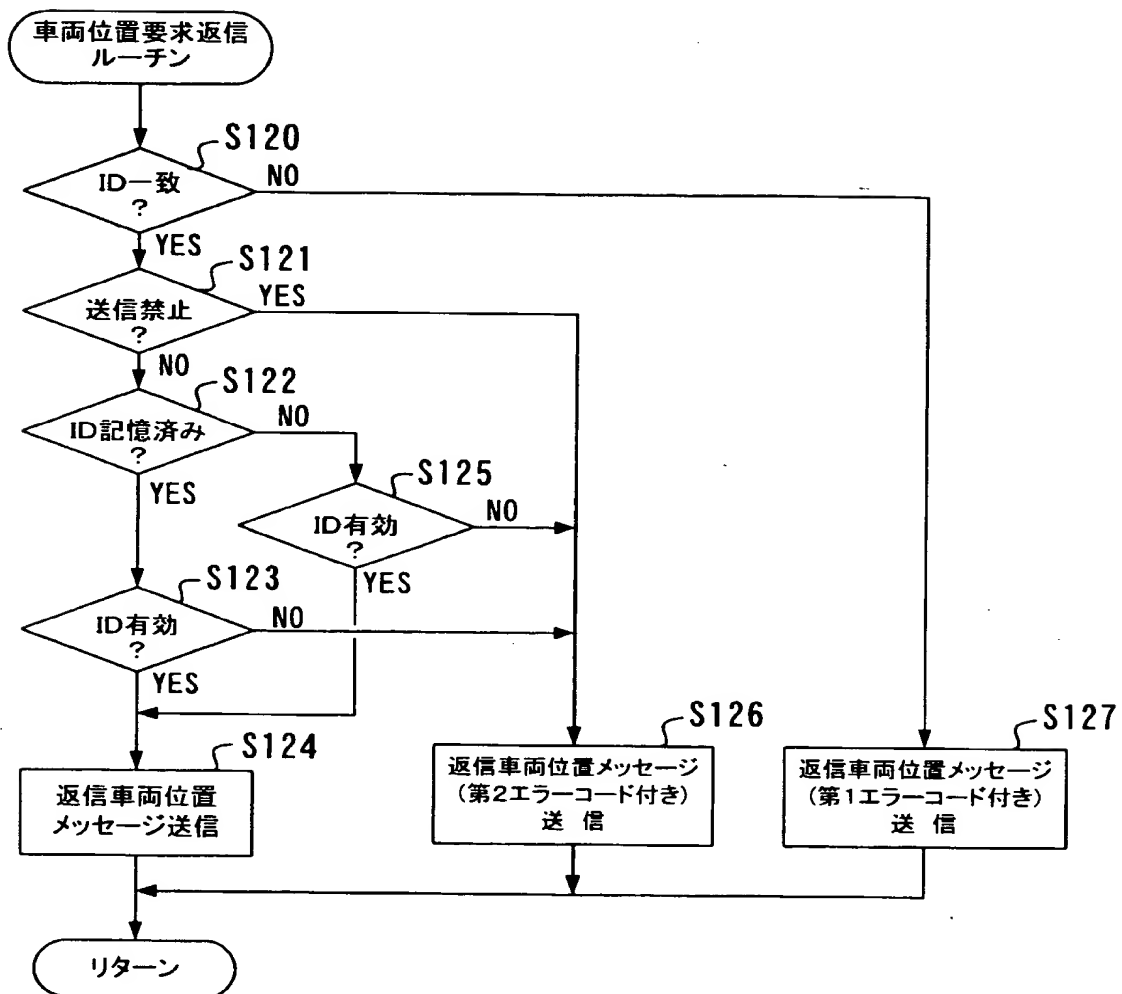 車両位置要求返信
ルーチン
S120
ID一致
?
NO
YES
S121
送信禁止
?
YES
NO
S122
ID記憶済み
?
NO
YES
S125
ID有効
?
NO
YES
S123
ID有効
?
NO
YES
S124
返信車両位置
メッセージ送信
S126
返信車両位置メッセージ
(第2エラーコード付き)
送 信
S127
返信車両位置メッセージ
(第1エラーコード付き)
送 信
リターン